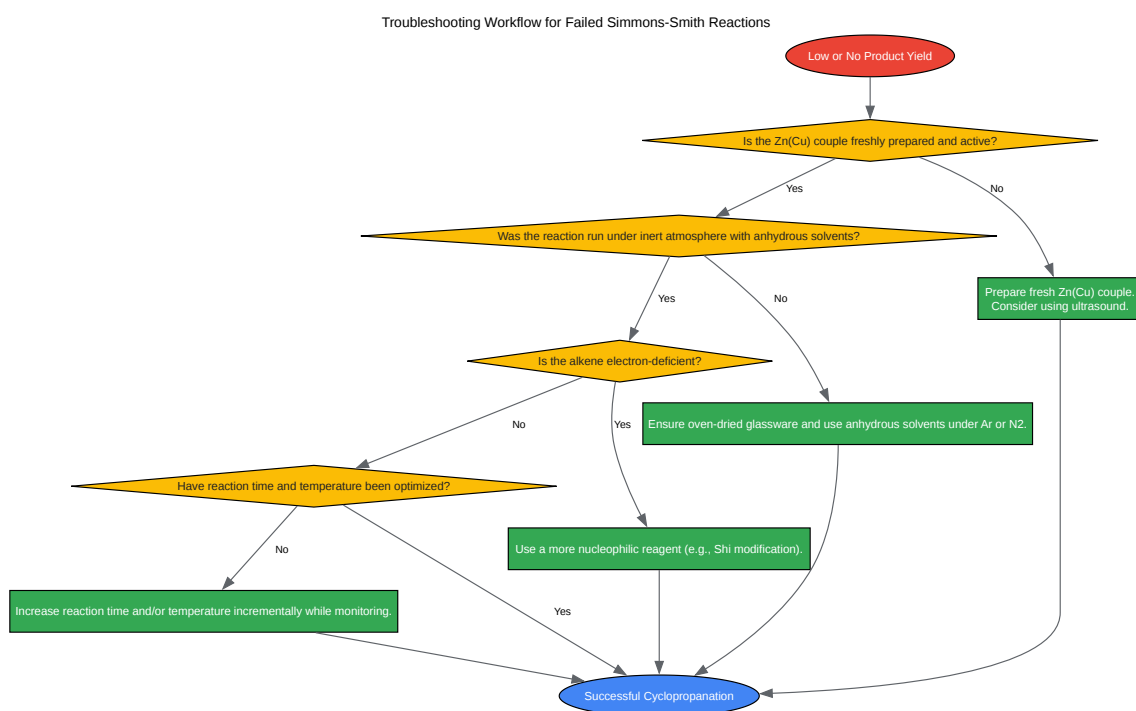 Troubleshooting Workflow for Failed Simmons-Smith Reactions
Low or No Product Yield
Is the Zn(Cu) couple freshly prepared and active?
Yes
No
Was the reaction run under inert atmosphere with anhydrous solvents?
Prepare fresh Zn(Cu) couple.
Consider using ultrasound.
Yes
No
Is the alkene electron-deficient?
No
Yes
Ensure oven-dried glassware and use anhydrous solvents under Ar or N2.
Have reaction time and temperature been optimized?
Use a more nucleophilic reagent (e.g., Shi modification).
No
Increase reaction time and/or temperature incrementally while monitoring.
Yes
Successful Cyclopropanation